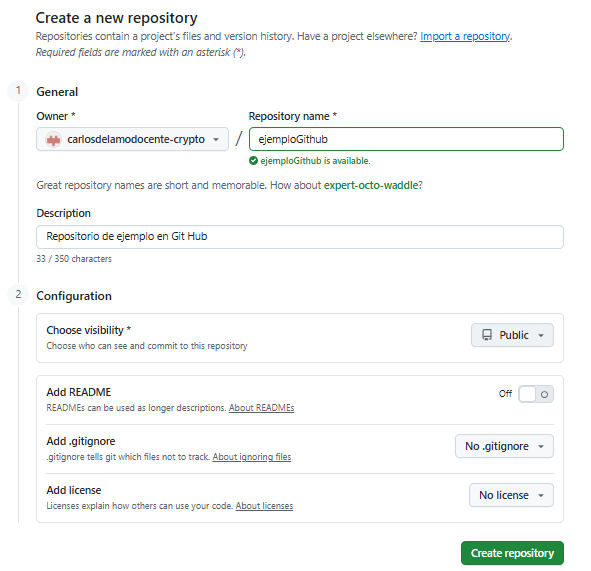 Create a new repository
Repositories contain a project's files and version history. Have a project elsewhere? Import a repository.
Required fields are marked with an asterisk (*).
1
General
Owner *
Repository name *
carlosdelamodocente-crypto
/
ejemploGithub
ejemploGithub is available.
Great repository names are short and memorable. How about expert-octo-waddle?
Description
Repositorio de ejemplo en Git Hub
33 / 350 characters
2
Configuration
Choose visibility *
Choose who can see and commit to this repository
Public
Add README
READMEs can be used as longer descriptions. About READMEs
Off
Add .gitignore
.gitignore tells git which files not to track. About ignoring files
No .gitignore
Add license
Licenses explain how others can use your code. About licenses
No license
Create repository